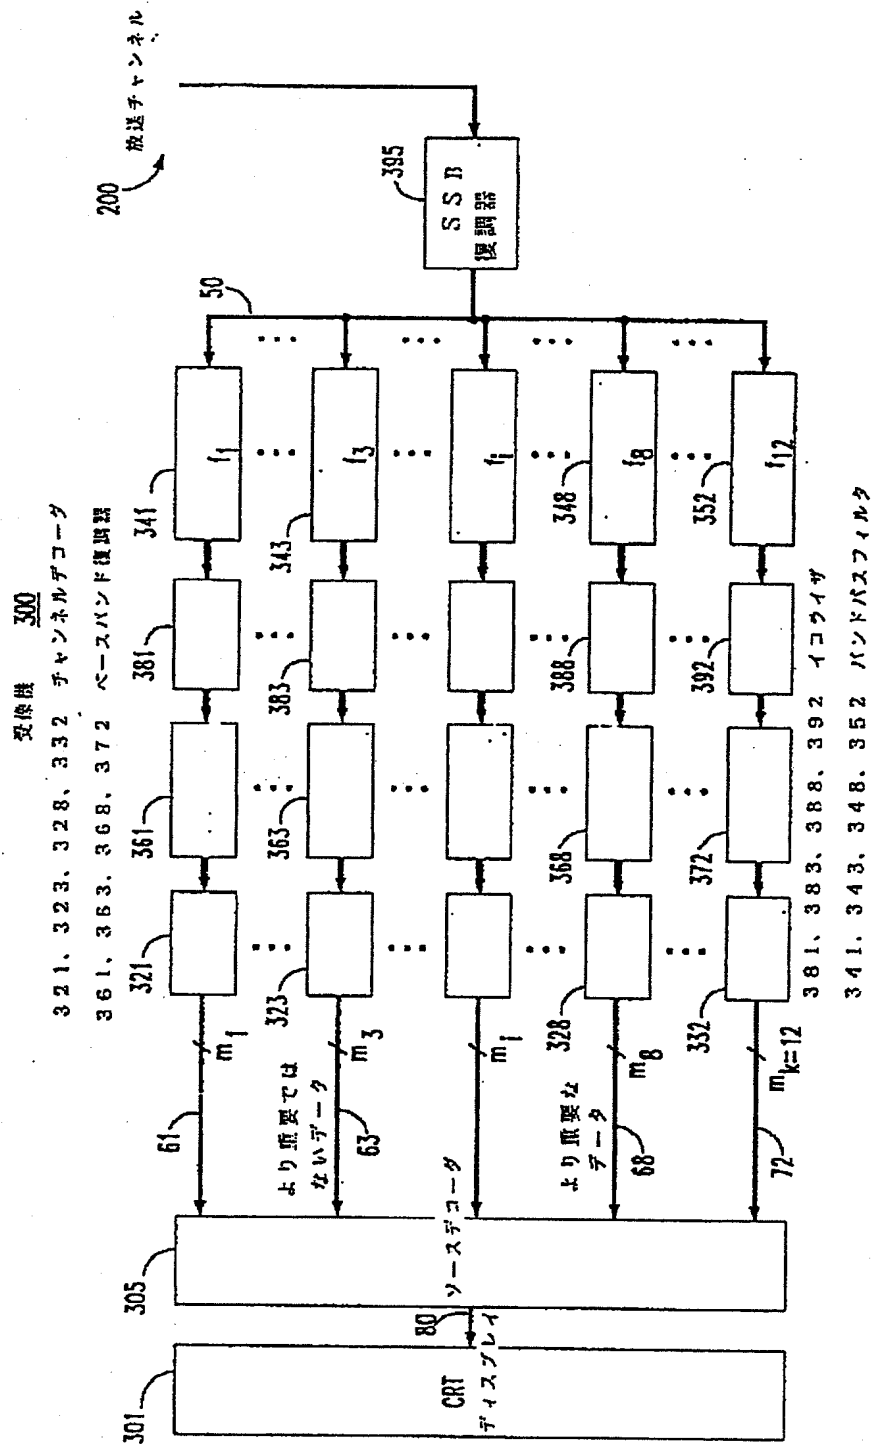 受像機 300
321、323、328、332 チャンネルデコーダ
361、363、368、372 ベースバンド復調器
放送チャンネル
200
395
SSB
復調器
50
341
f1
343
f3
fi
348
f8
352
f12
381
383
388
392
361
363
368
372
321
323
328
332
m1
m3
mi
m8
mk=12
61
より重要では
ないデータ
63
より重要な
データ
68
72
305
ソースデコーダ
80
301
CRT
ディスプレイ
381、383、388、392 イコライザ
341、343、348、352 バンドパスフィルタ